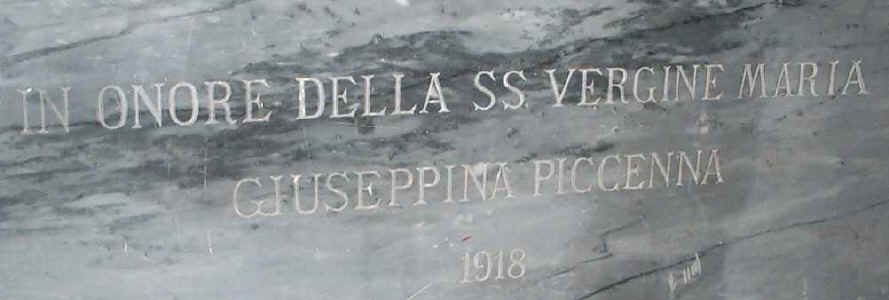 IN ONORE DELLA SS VERGINE MARIA
GIUSEPPINA PICCENNA
1918